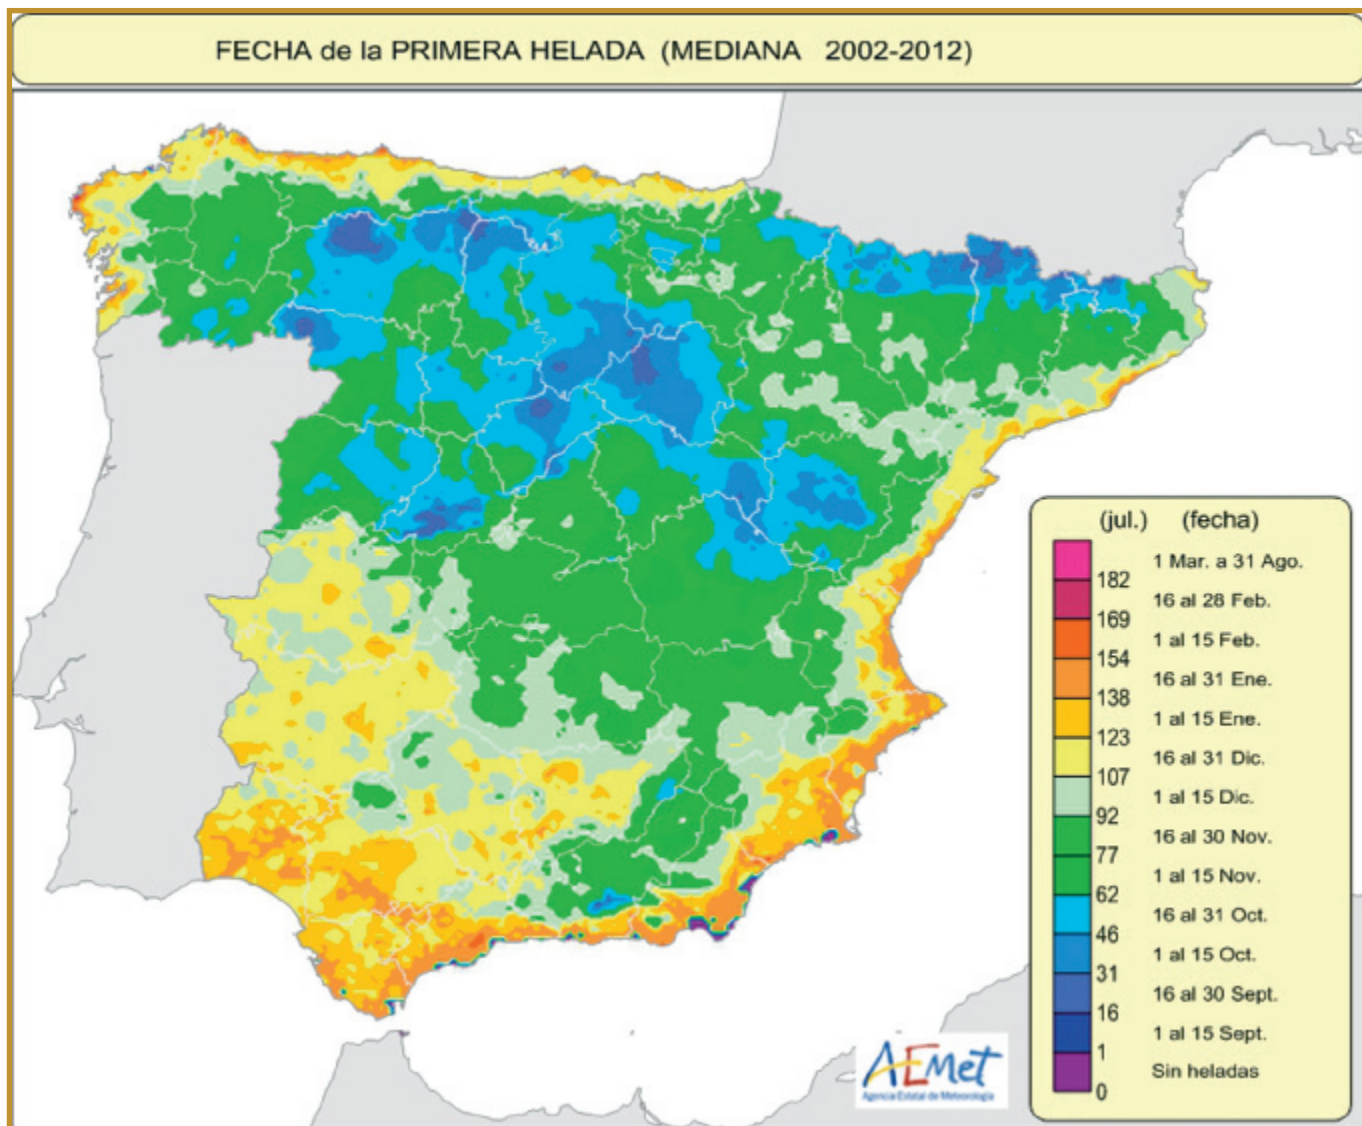 FECHA de la PRIMERA HELADA (MEDIANA 2002-2012)
(jul.) (fecha)
1 Mar. a 31 Ago.
182
16 al 28 Feb.
169
1 al 15 Feb.
154
16 al 31 Ene.
138
1 al 15 Ene.
123
16 al 31 Dic.
107
1 al 15 Dic.
92
16 al 30 Nov.
77
1 al 15 Nov.
62
16 al 31 Oct.
46
1 al 15 Oct.
31
16 al 30 Sept.
16
1 al 15 Sept.
1
Sin heladas
0
AEMet
Agencia Estatal de Meteorología